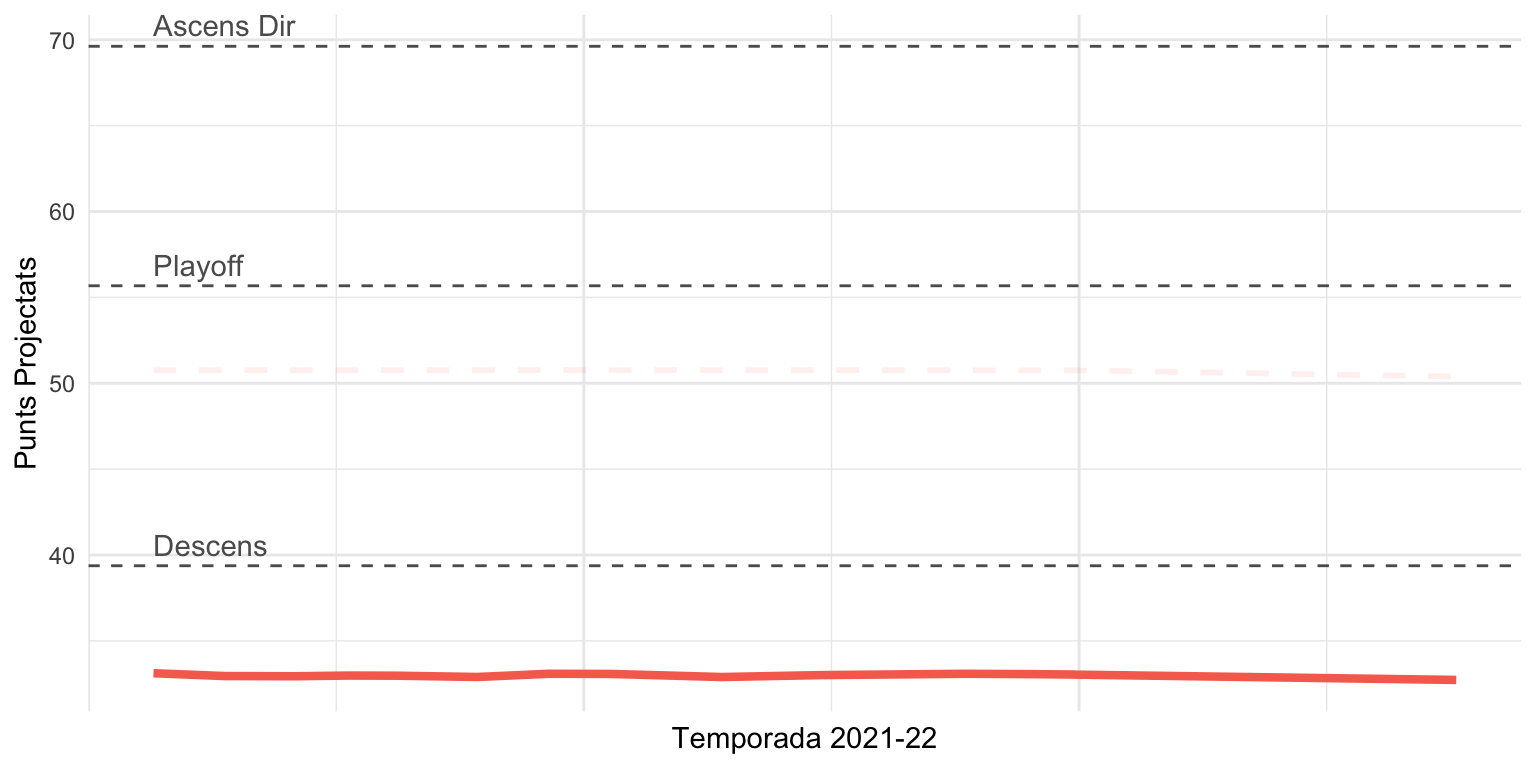 Ascens Dir
70
60
Playoff
Punts Projectats
50
Descens
40
Temporada 2021-22